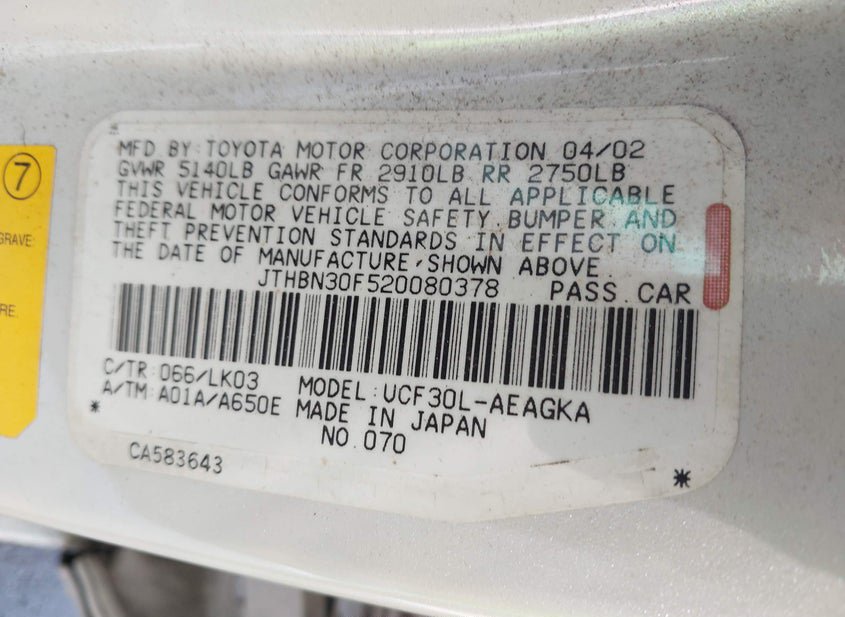 7
GRAVE
RE.
MFD BY: TOYOTA MOTOR CORPORATION 04/02
GVWR 5140LB GAWR FR 2910LB RR 2750LB
THIS VEHICLE CONFORMS TO ALL APPLICABLE
FEDERAL MOTOR VEHICLE SAFETY, BUMPER, AND
THEFT PREVENTION STANDARDS IN EFFECT ON
THE DATE OF MANUFACTURE SHOWN ABOVE.
JTHBN30F520080378 PASS. CAR
C/TR: 066/LK03 MODEL: UCF30L-AEAGKA
A/TM: A01A/A650E MADE IN JAPAN
* NO. 070
CA583643 *